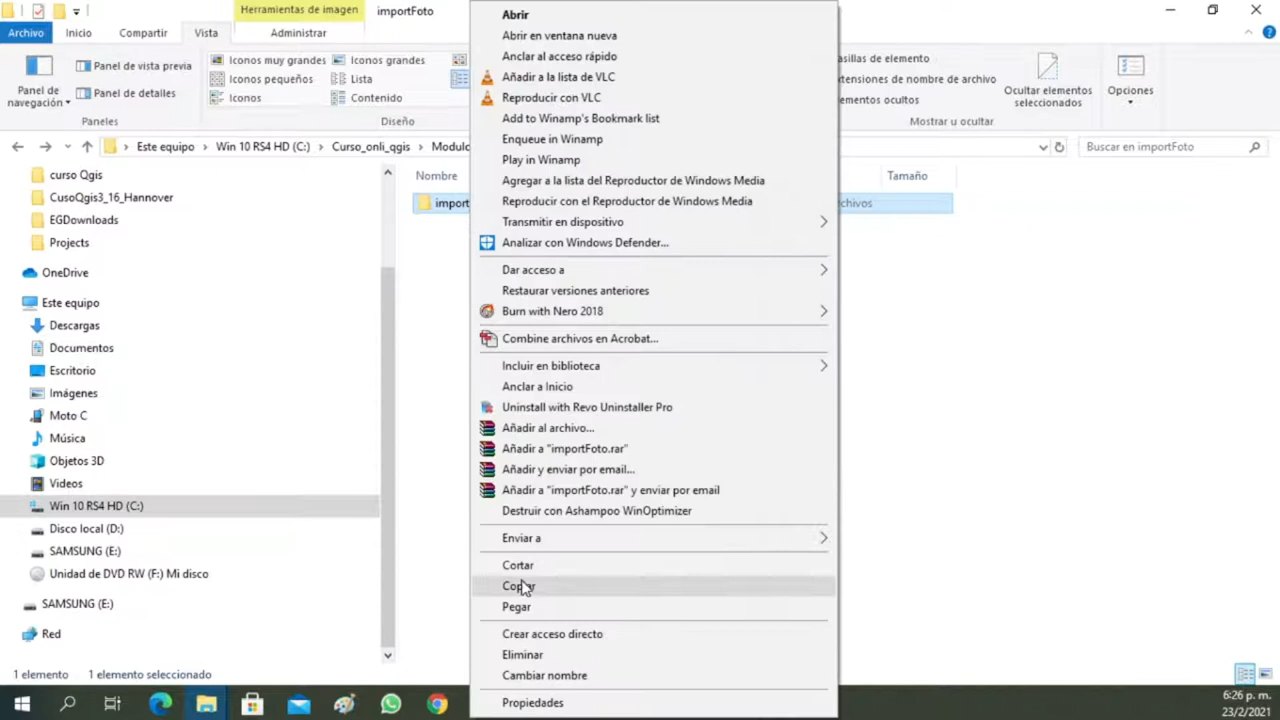 Herramientas de imagen
importFoto
Archivo
Inicio
Compartir
Vista
Administrar
Panel de navegación
Panel de vista previa
Panel de detalles
Paneles
Iconos muy grandes
Iconos grandes
Iconos pequeños
Lista
Iconos
Contenido
Diseño
asillas de elemento
xtensiones de nombre de archivo
ementos ocultos
Ocultar elementos seleccionados
Mostrar u ocultar
Opciones
Este equipo
Win 10 RS4 HD (C:)
Curso_onli_qgis
Modulo
Buscar en importFoto
curso Qgis
CusoQgis3_16_Hannover
EGDownloads
Projects
OneDrive
Este equipo
Descargas
Documentos
Escritorio
Imágenes
Moto C
Música
Objetos 3D
Videos
Win 10 RS4 HD (C:)
Disco local (D:)
SAMSUNG (E:)
Unidad de DVD RW (F:) Mi disco
SAMSUNG (E:)
Red
Nombre
Tamaño
import
chivos
Abrir
Abrir en ventana nueva
Anclar al acceso rápido
Añadir a la lista de VLC
Reproducir con VLC
Add to Winamp's Bookmark list
Enqueue in Winamp
Play in Winamp
Agregar a la lista del Reproductor de Windows Media
Reproducir con el Reproductor de Windows Media
Transmitir en dispositivo
Analizar con Windows Defender...
Dar acceso a
Restaurar versiones anteriores
Burn with Nero 2018
Combine archivos en Acrobat...
Incluir en biblioteca
Anclar a Inicio
Uninstall with Revo Uninstaller Pro
Añadir al archivo...
Añadir a "importFoto.rar"
Añadir y enviar por email...
Añadir a "importFoto.rar" y enviar por email
Destruir con Ashampoo WinOptimizer
Enviar a
Cortar
Copiar
Pegar
Crear acceso directo
Eliminar
Cambiar nombre
Propiedades
1 elemento
1 elemento seleccionado
6:26 p. m.
23/2/2021